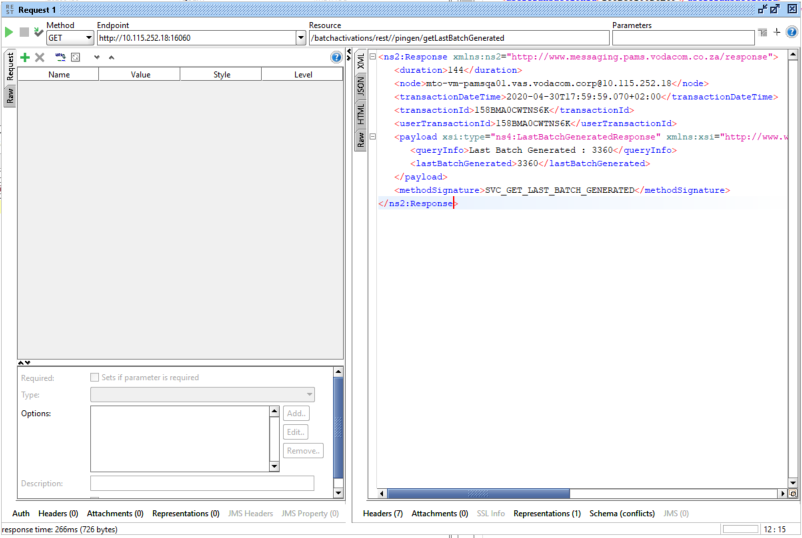 REST Request 1
Method Endpoint Resource Parameters
GET http://10.115.252.18:16060 /batchactivations/rest//pingen/getLastBatchGenerated
Request
Raw
Name Value Style Level
Required: Sets if parameter is required
Type:
Options:
Add..
Edit..
Remove..
Description:
Auth Headers (0) Attachments (0) Representations (0) JMS Headers JMS Property (0)
response time: 266ms (726 bytes)
XML
JSON
HTML
Raw
<ns2:Response xmlns:ns2="http://www.messaging.pams.vodacom.co.za/response">
<duration>144</duration>
<node>mto-vm-pamsqa01.vas.vodacom.corp@10.115.252.18</node>
<transactionDateTime>2020-04-30T17:59:59.070+02:00</transactionDateTime>
<transactionId>158BMA0CWTNS6K</transactionId>
<userTransactionId>158BMA0CWTNS6K</userTransactionId>
<payload xsi:type="ns4:LastBatchGeneratedResponse" xmlns:xsi="http://www.w
<queryInfo>Last Batch Generated : 3360</queryInfo>
<lastBatchGenerated>3360</lastBatchGenerated>
</payload>
<methodSignature>SVC_GET_LAST_BATCH_GENERATED</methodSignature>
</ns2:Response>
Headers (7) Attachments (0) SSL Info Representations (1) Schema (conflicts) JMS (0)
12 : 15